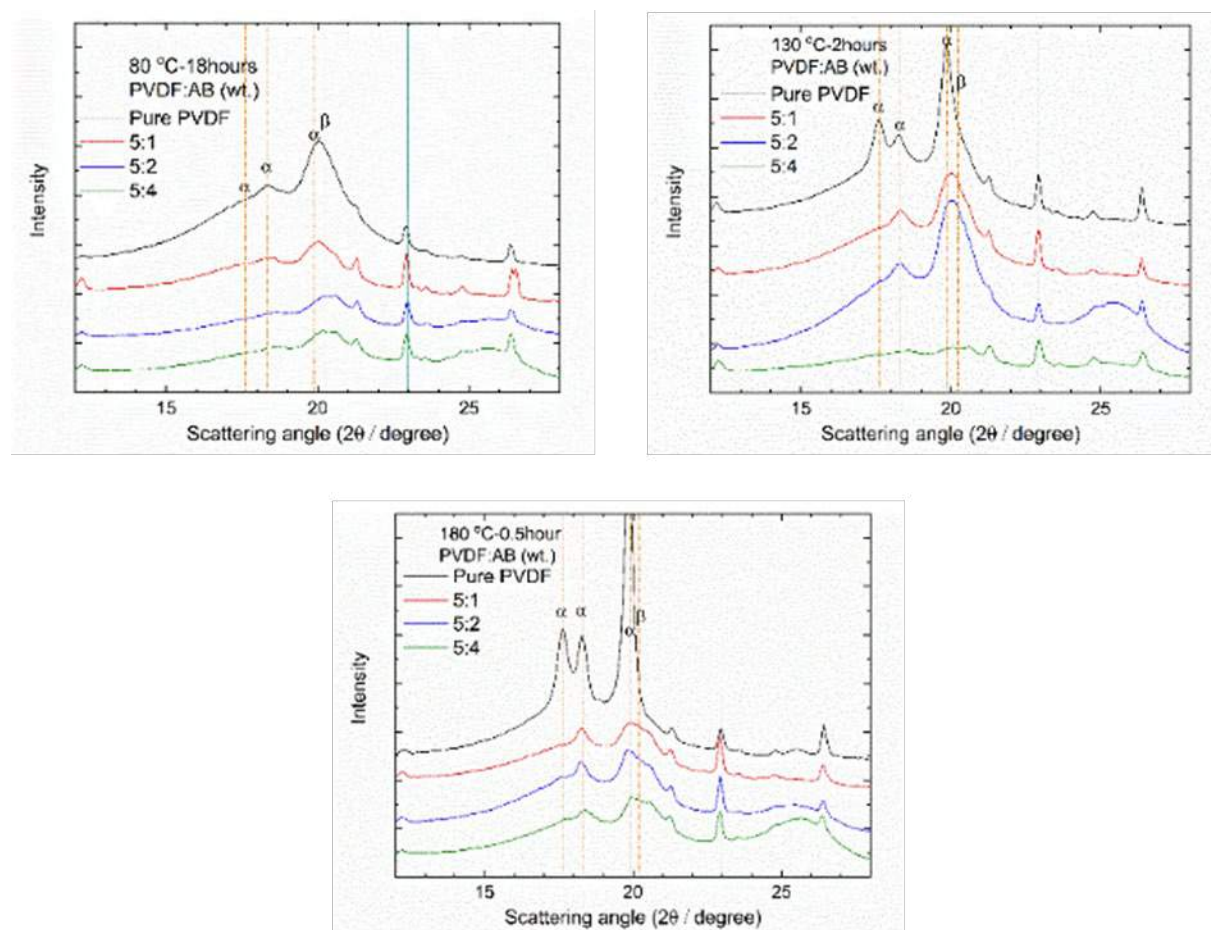 80 °C-18hours
PVDF:AB (wt.)
Pure PVDF
5:1
5:2
5:4
α
α
α
β
Intensity
15
20
25
Scattering angle (2θ / degree)
130 °C-2hours
PVDF:AB (wt.)
Pure PVDF
5:1
5:2
5:4
α
α
α
β
Intensity
15
20
25
Scattering angle (2θ / degree)
180 °C-0.5hour
PVDF:AB (wt.)
Pure PVDF
5:1
5:2
5:4
α
α
α
β
Intensity
15
20
25
Scattering angle (2θ / degree)